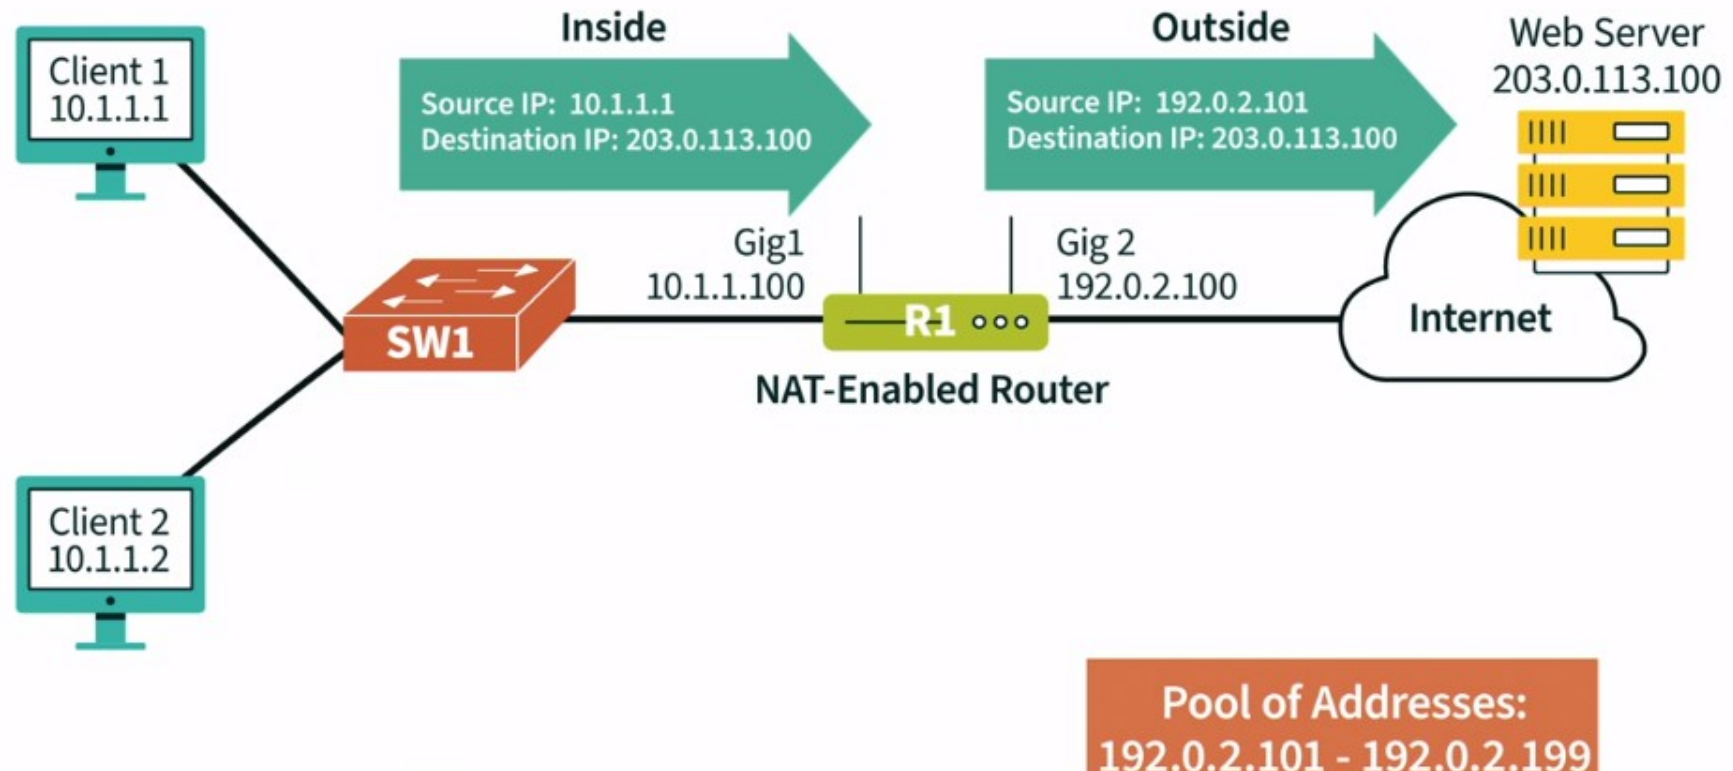 Client 1
10.1.1.1
Inside
Source IP: 10.1.1.1
Destination IP: 203.0.113.100
Outside
Source IP: 192.0.2.101
Destination IP: 203.0.113.100
Web Server
203.0.113.100
Gig1
10.1.1.100
Gig 2
192.0.2.100
SW1
R1
Internet
NAT-Enabled Router
Client 2
10.1.1.2
Pool of Addresses:
192.0.2.101 - 192.0.2.199